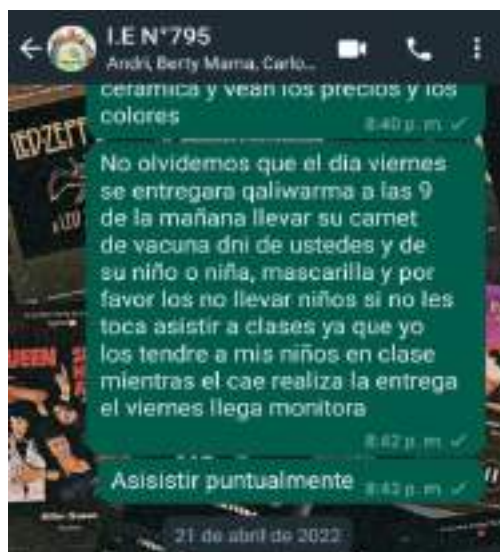 I.E N°795
Andri, Berty Mama, Carlo...
ceramica y vean los precios y los
colores
8:40 p. m.
No olvidemos que el dia viernes
se entregara qaliwarma a las 9
de la mañana llevar su carnet
de vacuna dni de ustedes y de
su niño o niña, mascarilla y por
favor los no llevar niños si no les
toca asistir a clases ya que yo
los tendre a mis niños en clase
mientras el cae realiza la entrega
el viernes llega monitora
8:42 p. m.
Asisistir puntualmente
8:43 p. m.
21 de abril de 2022
LED ZEPP